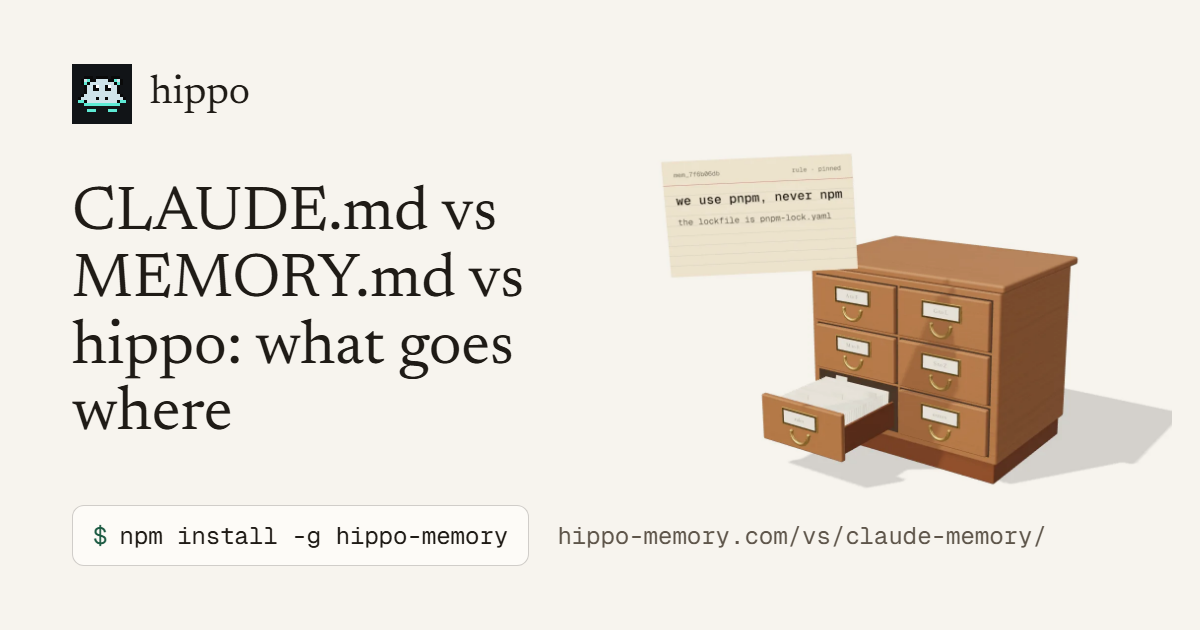 hippo
CLAUDE.md vs
MEMORY.md vs
hippo: what goes
where
mem_7f6b06db
rule · pinned
we use pnpm, never npm
the lockfile is pnpm-lock.yaml
$ npm install -g hippo-memory
hippo-memory.com/vs/claude-memory/